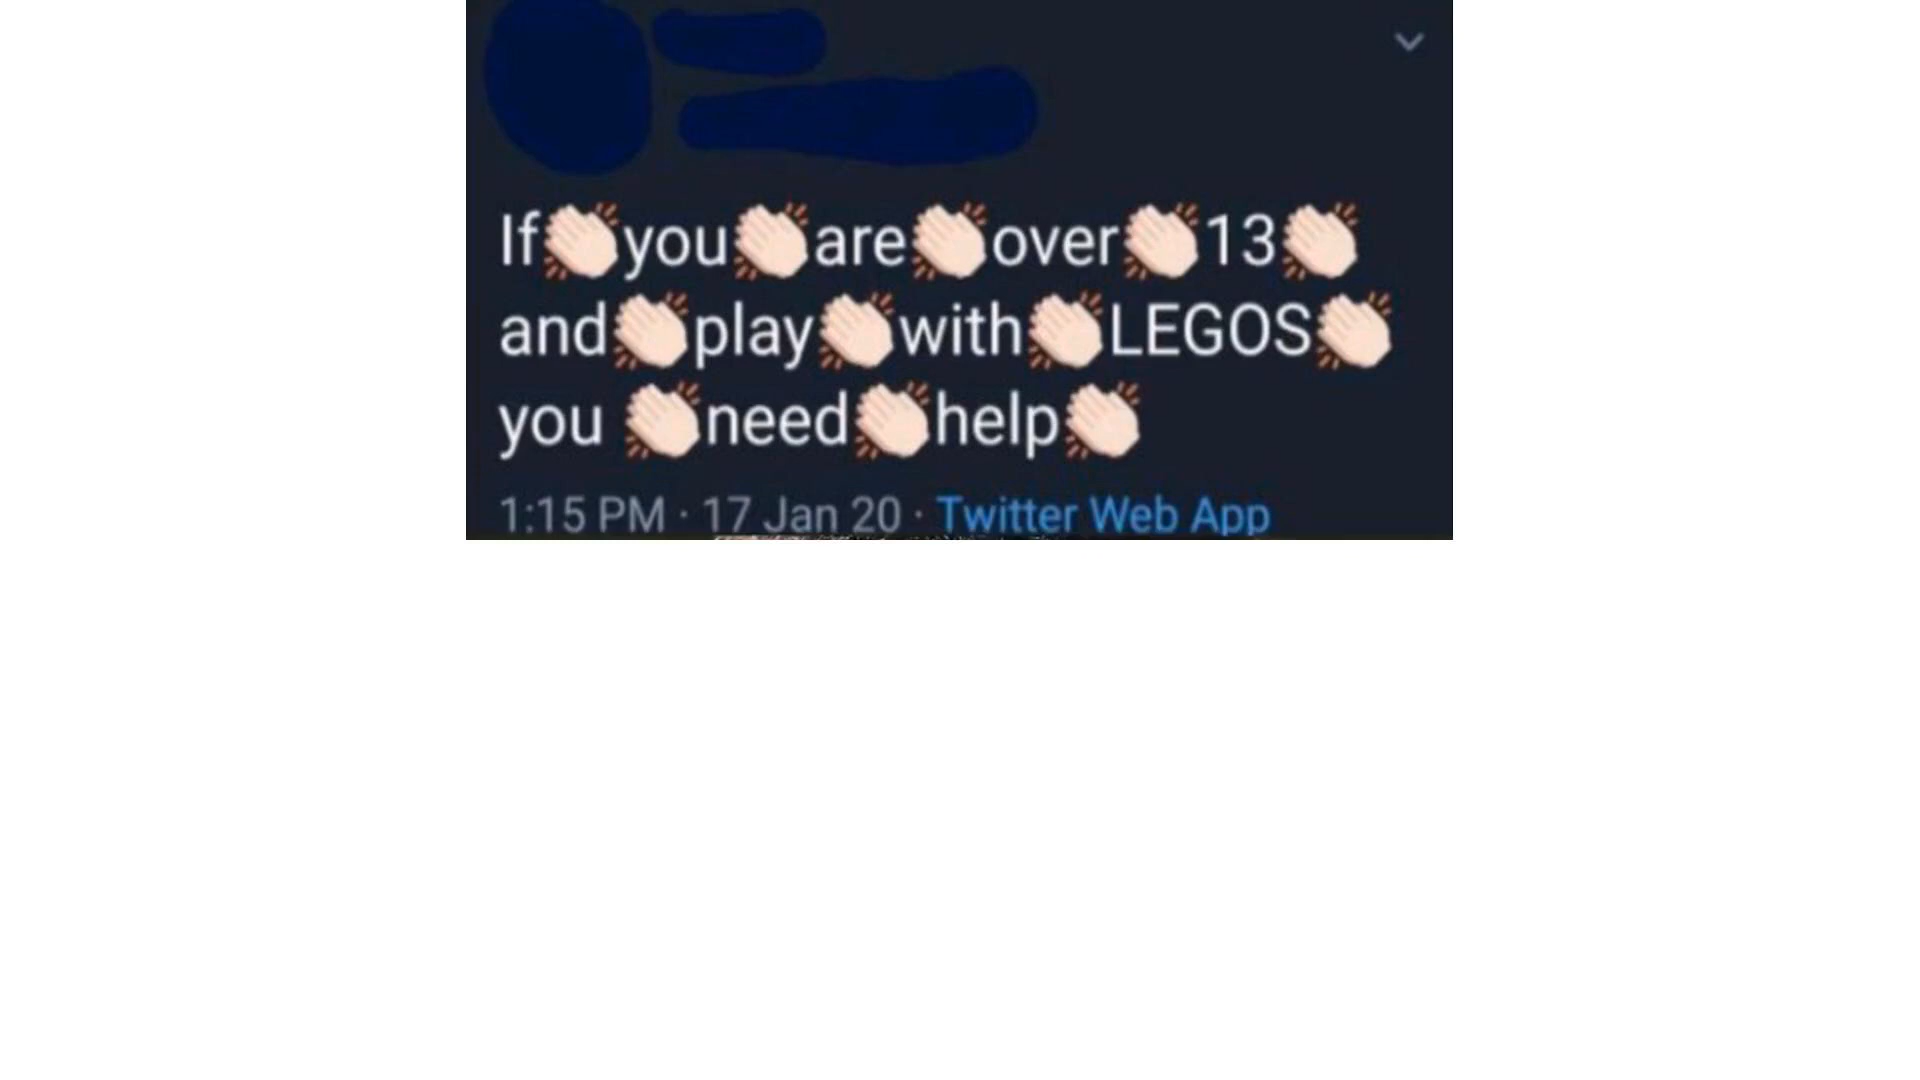 If👏🏻you👏🏻are👏🏻over👏🏻13👏🏻
and👏🏻play👏🏻with👏🏻LEGOS👏🏻
you 👏🏻need👏🏻help👏🏻
1:15 PM · 17 Jan 20 · Twitter Web App